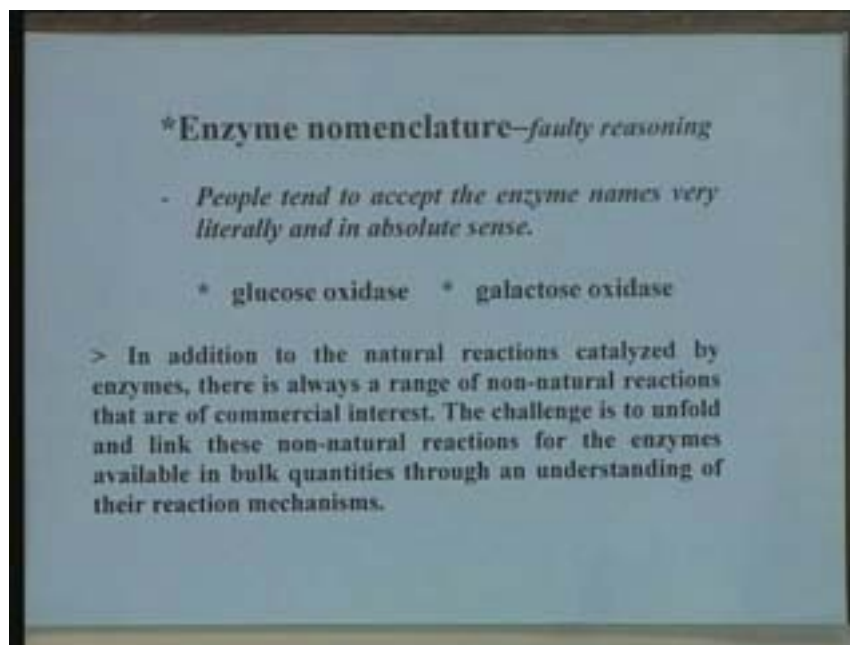 *Enzyme nomenclature–faulty reasoning
- People tend to accept the enzyme names very
literally and in absolute sense.
* glucose oxidase * galactose oxidase
> In addition to the natural reactions catalyzed by
enzymes, there is always a range of non-natural reactions
that are of commercial interest. The challenge is to unfold
and link these non-natural reactions for the enzymes
available in bulk quantities through an understanding of
their reaction mechanisms.